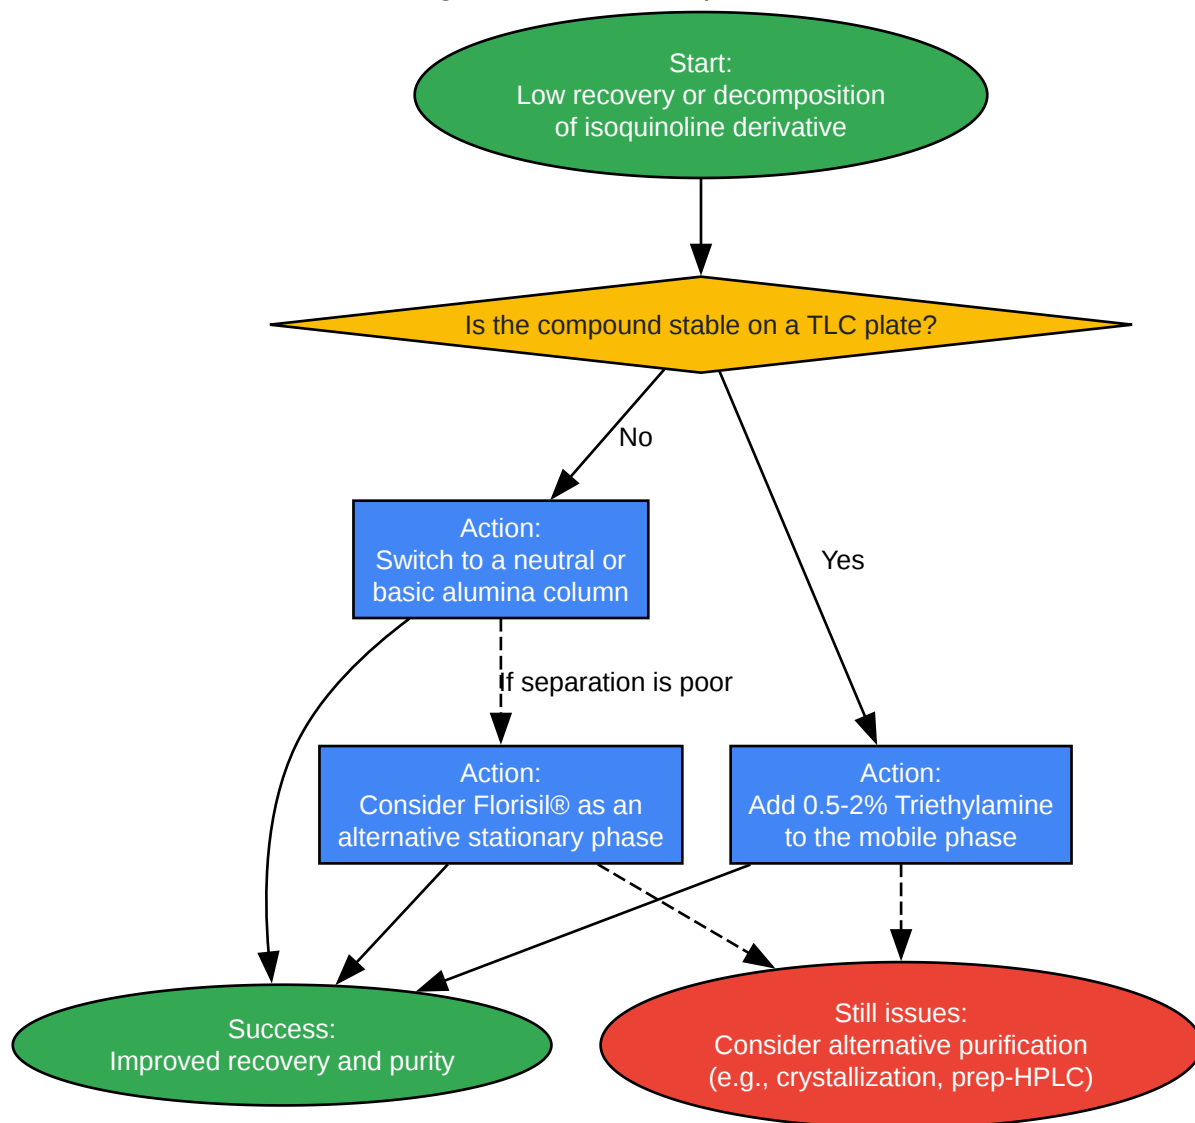 Start:
Low recovery or decomposition
of isoquinoline derivative
Is the compound stable on a TLC plate?
No
Yes
Action:
Switch to a neutral or
basic alumina column
If separation is poor
Action:
Consider Florisil® as an
alternative stationary phase
Action:
Add 0.5-2% Triethylamine
to the mobile phase
Success:
Improved recovery and purity
Still issues:
Consider alternative purification
(e.g., crystallization, prep-HPLC)